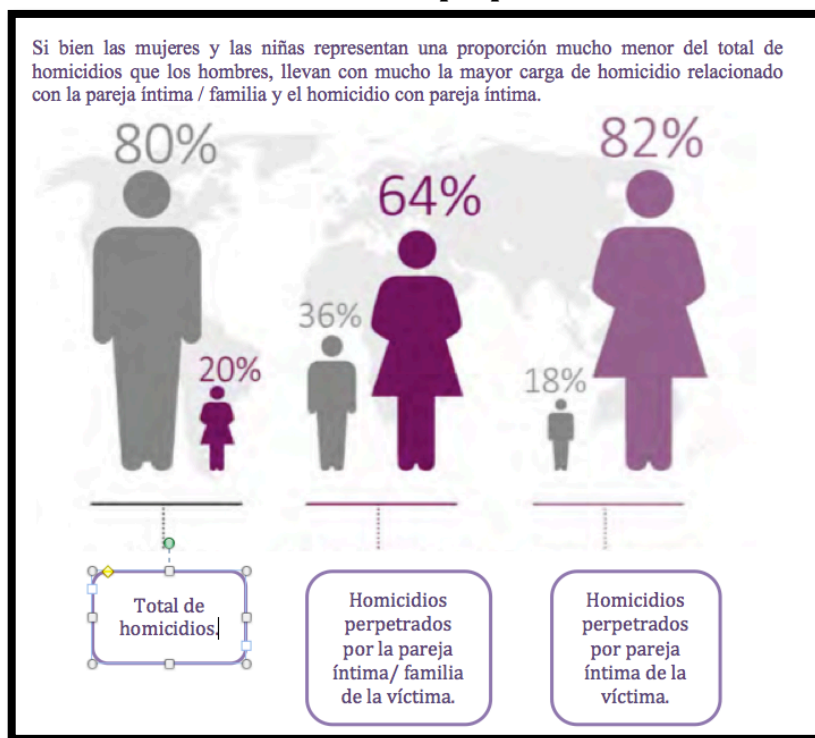 Si bien las mujeres y las niñas representan una proporción mucho menor del total de
homicidios que los hombres, llevan con mucho la mayor carga de homicidio relacionado
con la pareja íntima / familia y el homicidio con pareja íntima.
80%
20%
36%
64%
18%
82%
Total de
homicidios.
Homicidios
perpetrados
por la pareja
íntima/ familia
de la víctima.
Homicidios
perpetrados
por pareja
íntima de la
víctima.